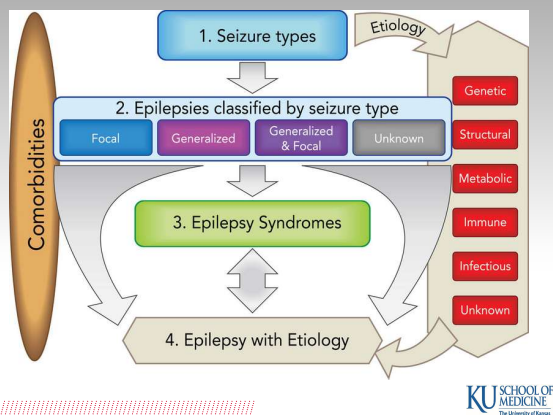 1. Seizure types
Etiology
Comorbidities
2. Epilepsies classified by seizure type
Focal
Generalized
Generalized
& Focal
Unknown
Genetic
Structural
Metabolic
Immune
Infectious
Unknown
3. Epilepsy Syndromes
4. Epilepsy with Etiology
KU SCHOOL OF
MEDICINE
The University of Kansas